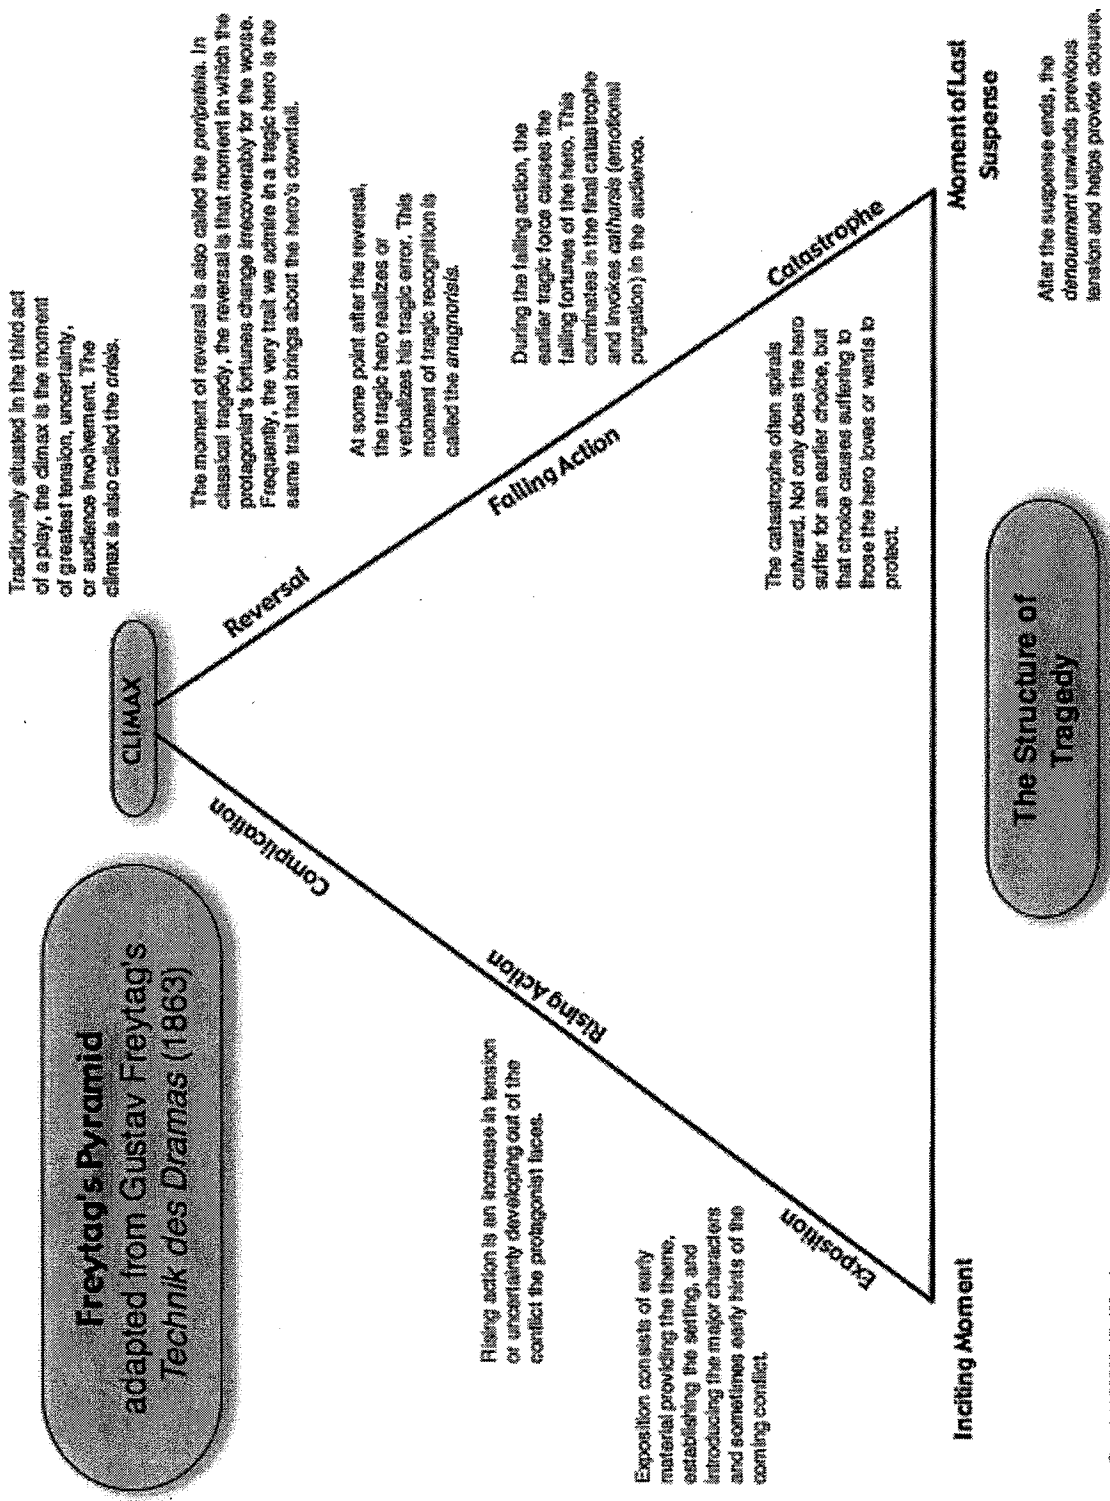 Freytag's Pyramid
adapted from Gustav Freytag's
Technik des Dramas (1863)
CLIMAX
Traditionally situated in the third act
of a play, the climax is the moment
of greatest tension, uncertainty,
or audience involvement. The
climax is also called the crisis.
Complication
Reversal
The moment of reversal is also called the peripeteia. In
classical tragedy, the reversal is that moment in which the
protagonist's fortunes change irrecoverably for the worse.
Frequently, the very trait we admire in a tragic hero is the
same trait that brings about the hero's downfall.
At some point after the reversal,
the tragic hero realizes or
verbalizes his tragic error. This
moment of tragic recognition is
called the anagnorisis.
Rising action is an increase in tension
or uncertainty developing out of the
conflict the protagonist faces.
Rising Action
Falling Action
During the falling action, the
earlier tragic force causes the
failing fortunes of the hero. This
culminates in the final catastrophe
and invokes catharsis (emotional
purgation) in the audience.
Exposition consists of early
material providing the theme,
establishing the setting, and
introducing the major characters
and sometimes early hints of the
coming conflict.
Exposition
The catastrophe often spirals
outward. Not only does the hero
suffer for an earlier choice, but
that choice causes suffering to
those the hero loves or wants to
protect.
Catastrophe
Inciting Moment
Moment of Last
Suspense
The Structure of
Tragedy
After the suspense ends, the
denouement unwinds previous
tension and helps provide closure.